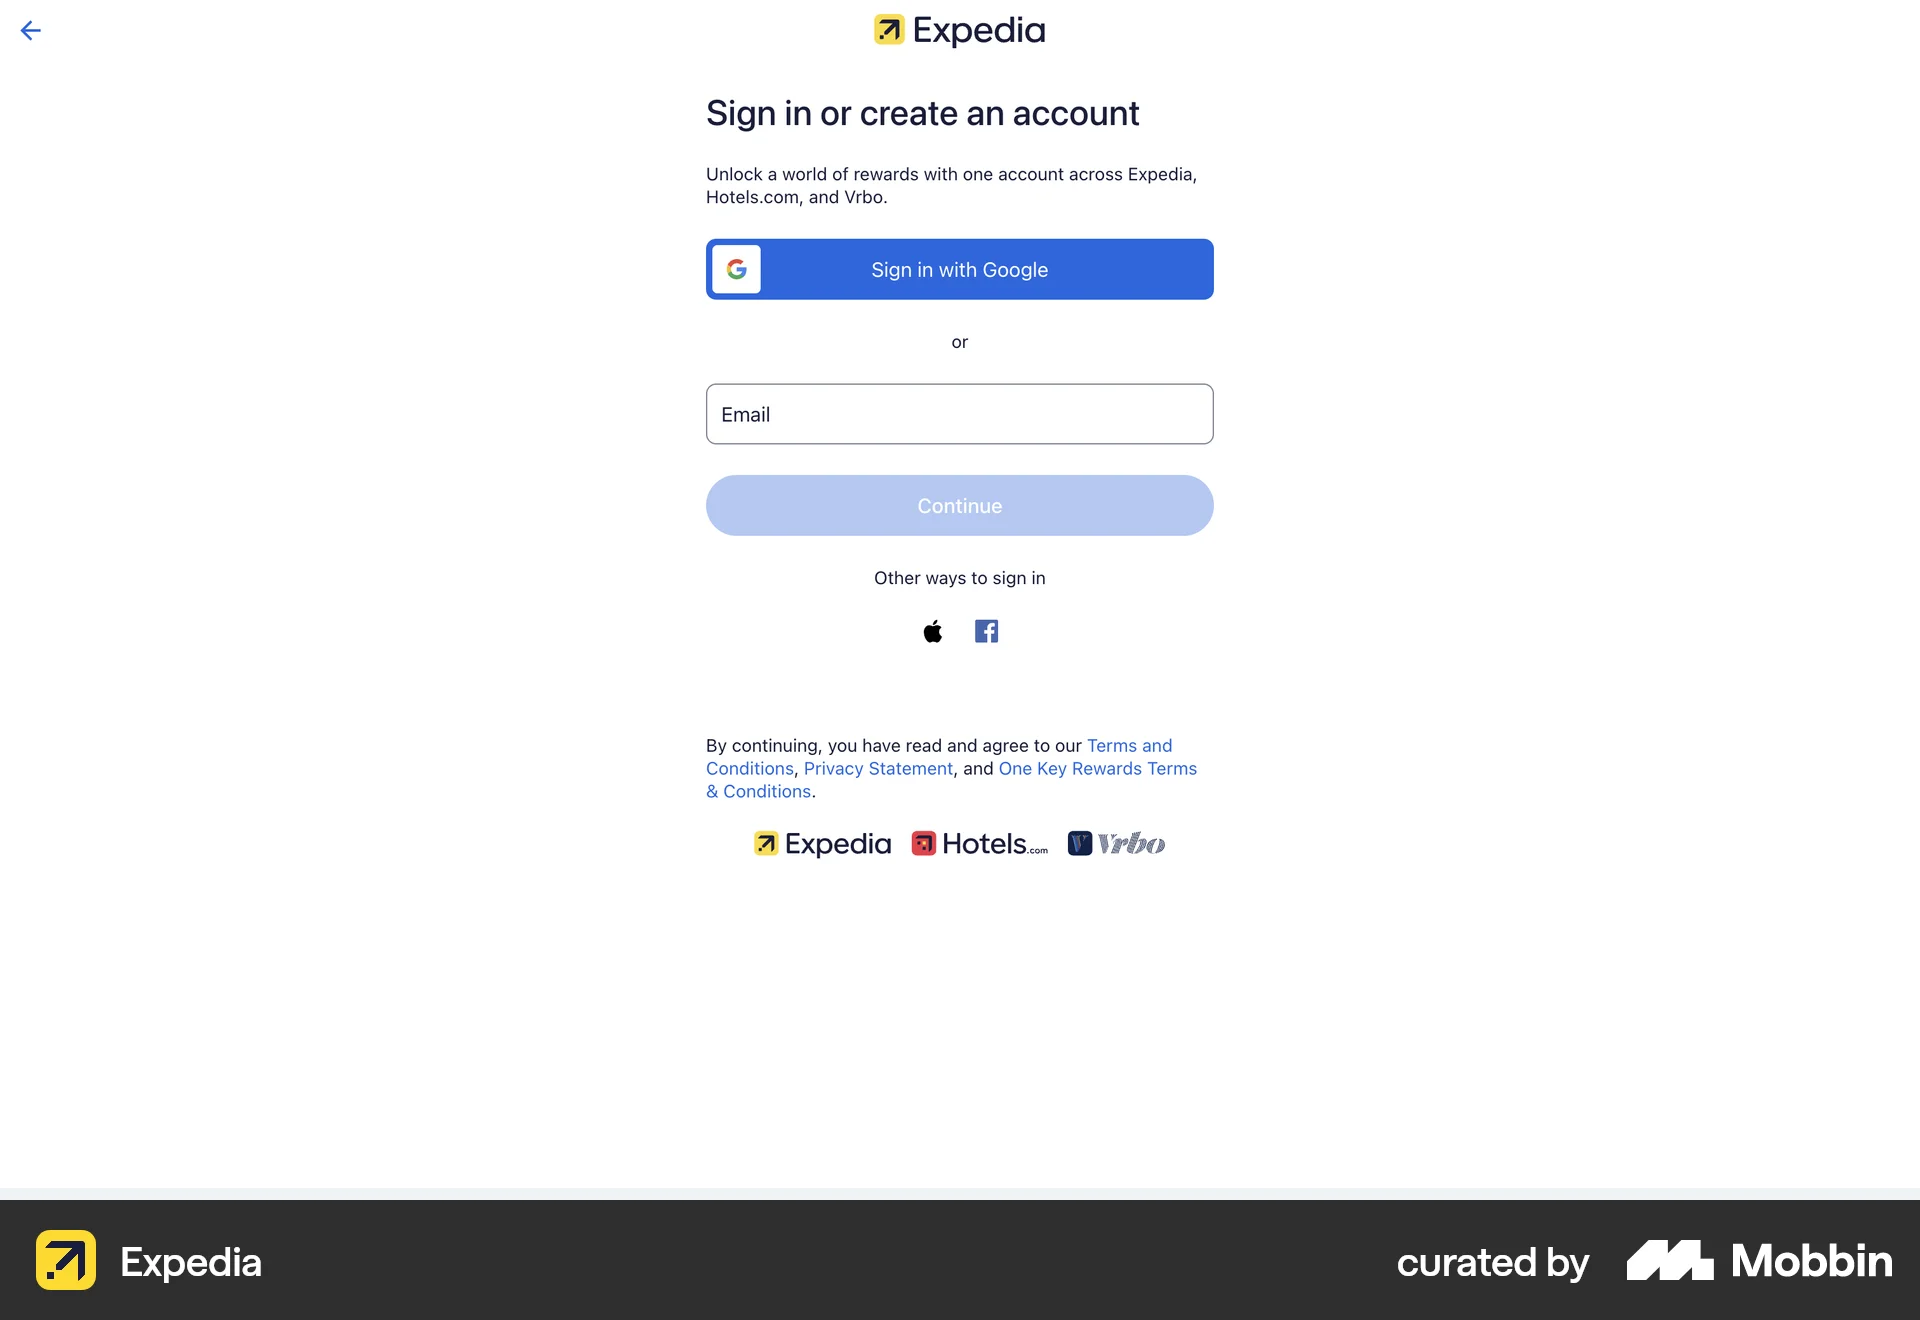 Expedia
Sign in or create an account
Unlock a world of rewards with one account across Expedia,
Hotels.com, and Vrbo.
Sign in with Google
or
Email
Continue
Other ways to sign in
By continuing, you have read and agree to our Terms and
Conditions, Privacy Statement, and One Key Rewards Terms
& Conditions.
Expedia Hotels.com Vrbo
Expedia curated by Mobbin